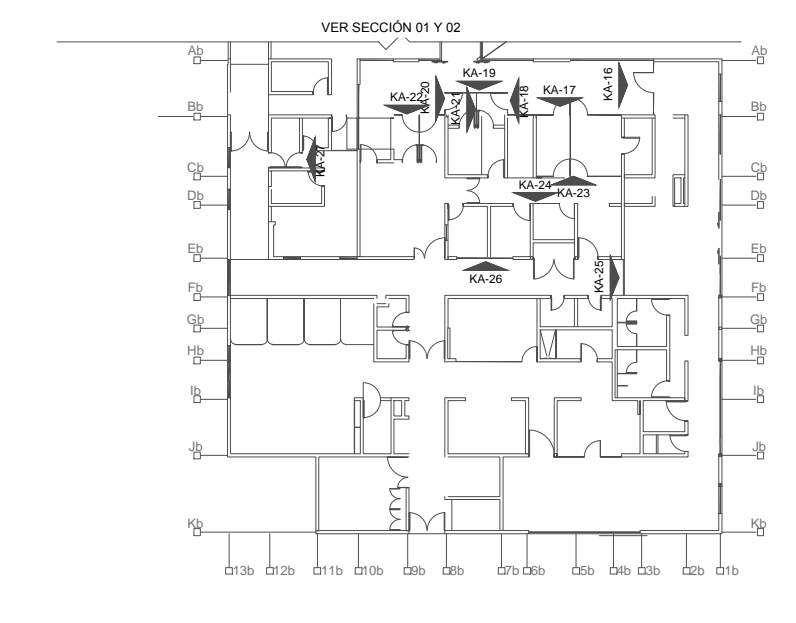 VER SECCIÓN 01 Y 02
Ab
Ab
KA-19
KA-16
KA-20
KA-17
KA-22
KA-21
KA-18
Bb
Bb
KA-27
Cb
Cb
KA-24
KA-23
Db
Db
Eb
Eb
KA-26
KA-25
Fb
Fb
Gb
Gb
Hb
Hb
Ib
Ib
Jb
Jb
Kb
Kb
13b 12b 11b 10b 9b 8b 7b 6b 5b 4b 3b 2b 1b